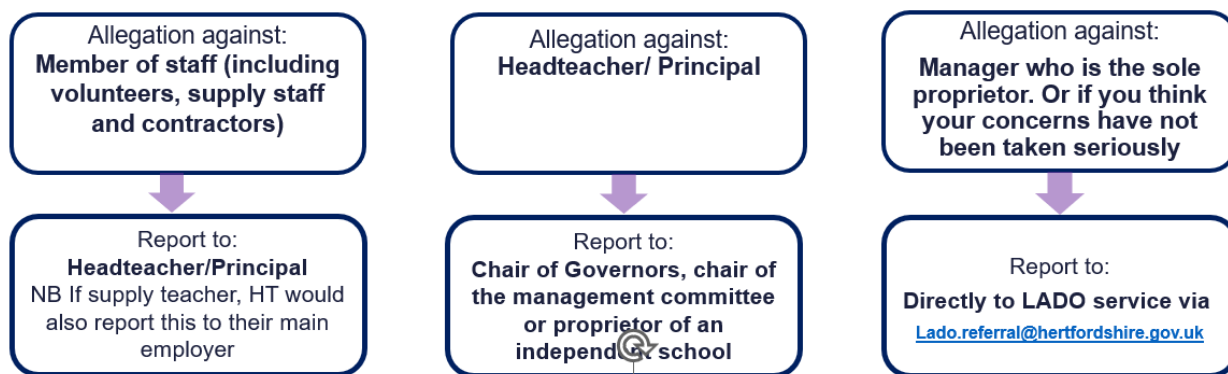 Allegation against:
Member of staff (including
volunteers, supply staff
and contractors)
Report to:
Headteacher/Principal
NB If supply teacher, HT would
also report this to their main
employer
Allegation against:
Headteacher/ Principal
Report to:
Chair of Governors, chair of
the management committee
or proprietor of an
independent school
Allegation against:
Manager who is the sole
proprietor. Or if you think
your concerns have not
been taken seriously
Report to:
Directly to LADO service via
Lado.referral@hertfordshire.gov.uk